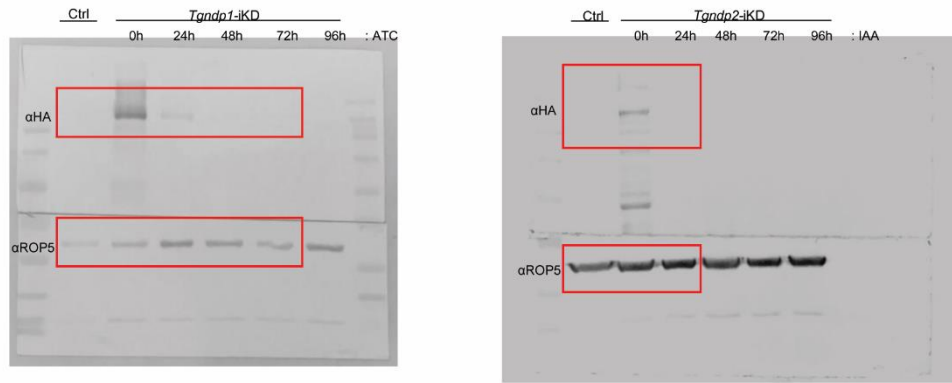 Ctrl Tgndp1-iKD
0h 24h 48h 72h 96h : ATC
αHA
αROP5
Ctrl Tgndp2-iKD
0h 24h 48h 72h 96h : IAA
αHA
αROP5